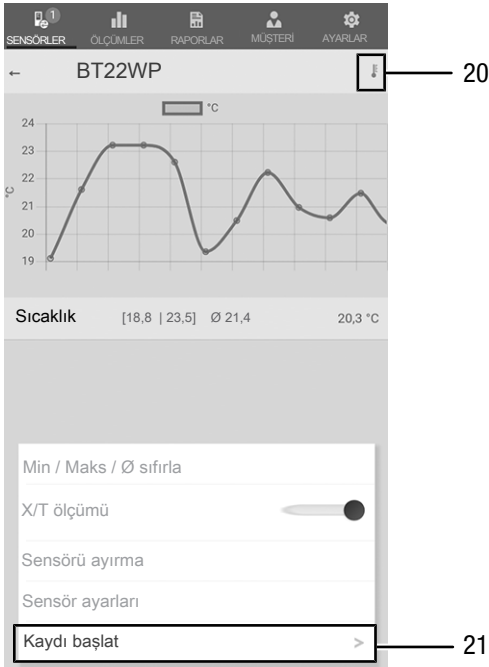 1
SENSÖRLER ÖLÇÜMLER RAPORLAR MÜŞTERİ AYARLAR
← BT22WP
20
°C
24
23
22
21
20
19
°C
Sıcaklık [18,8 | 23,5] Ø 21,4 20,3 °C
Min / Maks / Ø sıfırla
X/T ölçümü
Sensörü ayırma
Sensör ayarları
Kaydı başlat >
21